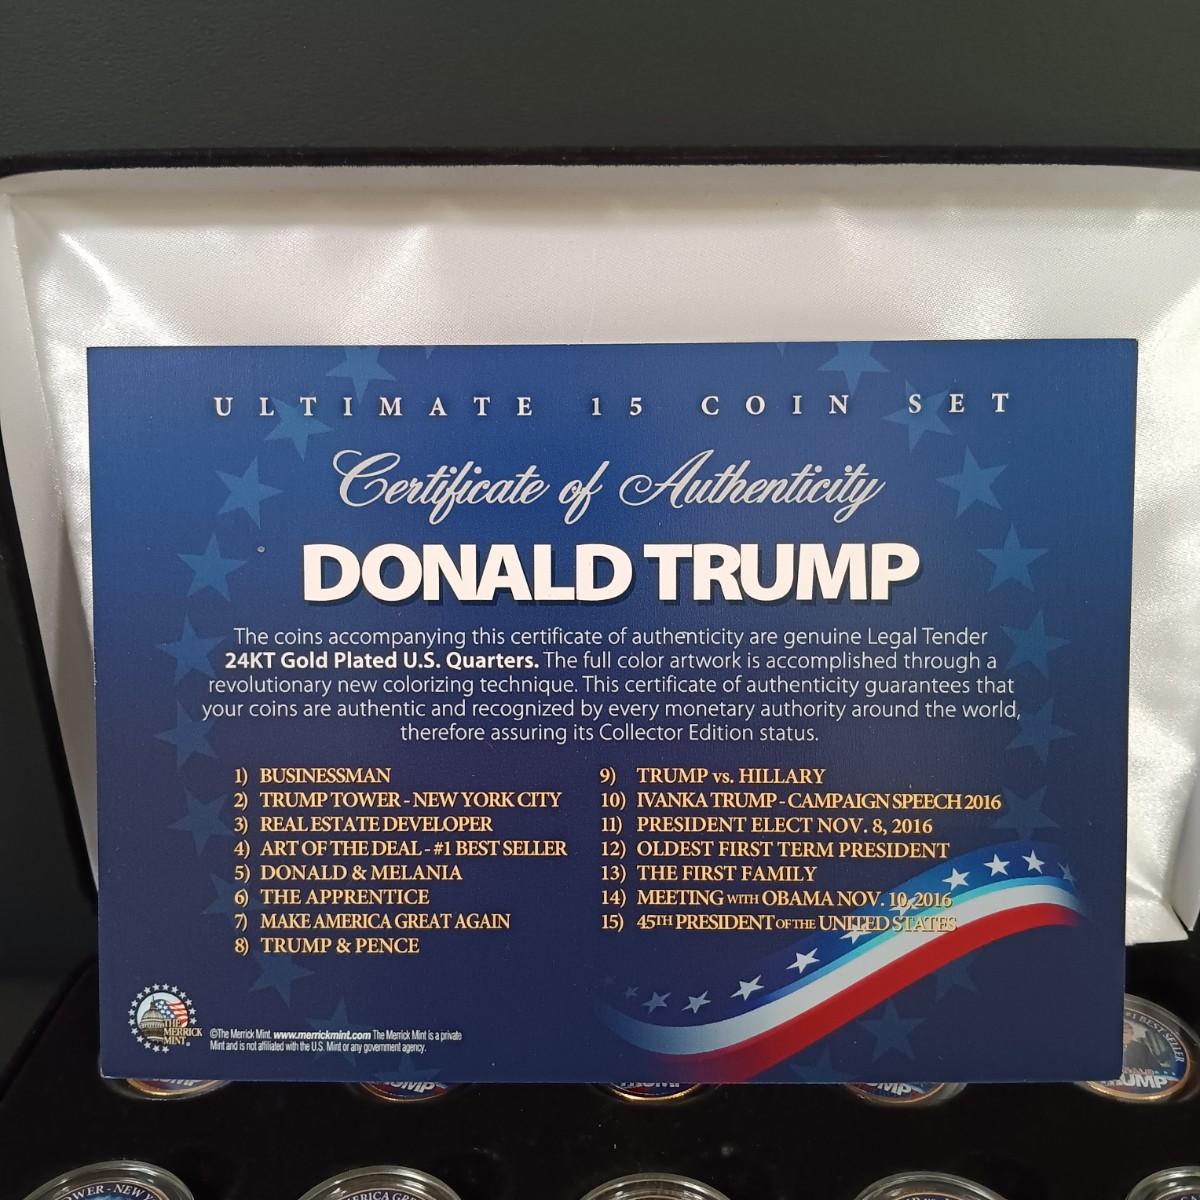 ULTIMATE 15 COIN SET
Certificate of Authenticity
DONALD TRUMP
The coins accompanying this certificate of authenticity are genuine Legal Tender
24KT Gold Plated U.S. Quarters. The full color artwork is accomplished through a
revolutionary new colorizing technique. This certificate of authenticity guarantees that
your coins are authentic and recognized by every monetary authority around the world,
therefore assuring its Collector Edition status.
1) BUSINESSMAN
2) TRUMP TOWER - NEW YORK CITY
3) REAL ESTATE DEVELOPER
4) ART OF THE DEAL - #1 BEST SELLER
5) DONALD & MELANIA
6) THE APPRENTICE
7) MAKE AMERICA GREAT AGAIN
8) TRUMP & PENCE
9) TRUMP vs. HILLARY
10) IVANKA TRUMP - CAMPAIGN SPEECH 2016
11) PRESIDENT ELECT NOV. 8, 2016
12) OLDEST FIRST TERM PRESIDENT
13) THE FIRST FAMILY
14) MEETING WITH OBAMA NOV. 10, 2016
15) 45TH PRESIDENT OF THE UNITED STATES
THE
MERRICK
MINT
©The Merrick Mint. www.merrickmint.com The Merrick Mint is a private
Mint and is not affiliated with the U.S. Mint or any government agency.
#1 BEST SELLER
TRUMP
TRUMP
TRUMP
TRUMP